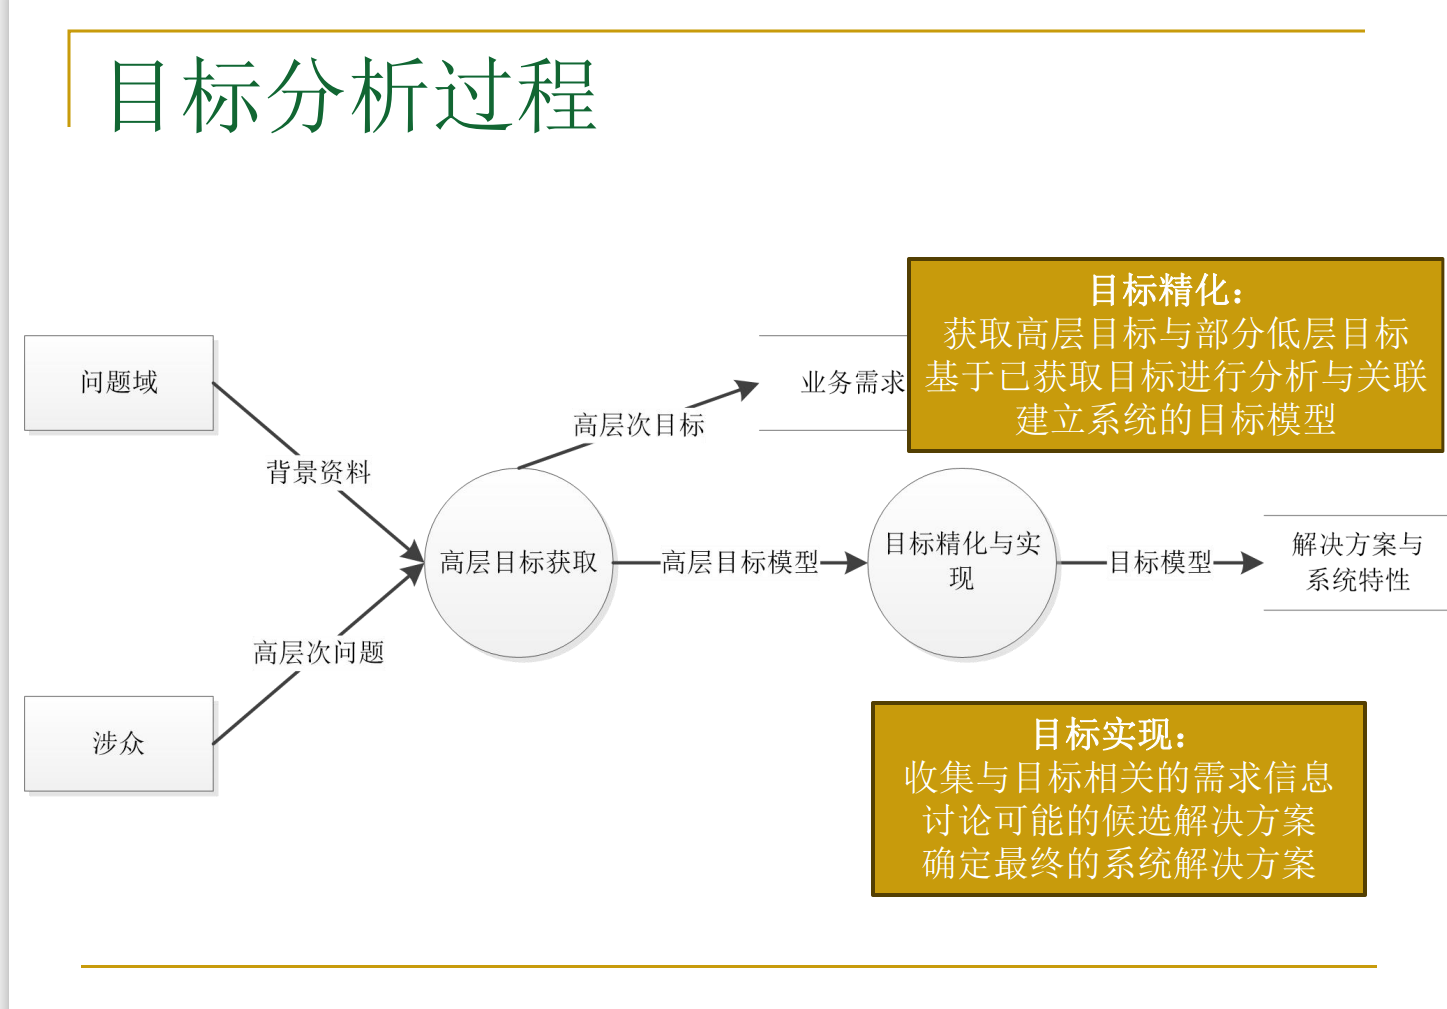 目标分析过程
目标精化：
获取高层目标与部分低层目标
基于已获取目标进行分析与关联
建立系统的目标模型
问题域
业务需求
高层次目标
背景资料
高层目标获取
高层目标模型
目标精化与实
现
目标模型
解决方案与
系统特性
高层次问题
涉众
目标实现：
收集与目标相关的需求信息
讨论可能的候选解决方案
确定最终的系统解决方案